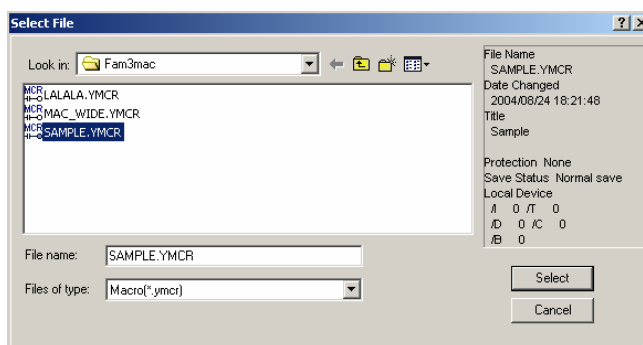 Select File
Look in: Fam3mac
MCR LALALA.YMCR
MCR MAC_WIDE.YMCR
MCR SAMPLE.YMCR
File name: SAMPLE.YMCR
Files of type: Macro(*.ymcr)
File Name
SAMPLE.YMCR
Date Changed
2004/08/24 18:21:48
Title
Sample
Protection None
Save Status Normal save
Local Device
/I 0 /T 0
/D 0 /C 0
/B 0
Select
Cancel